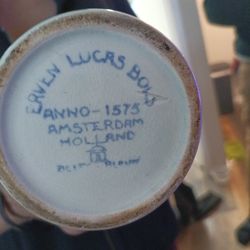 ERVEN LUCAS BOLS
ANNO-1575
AMSTERDAM
HOLLAND